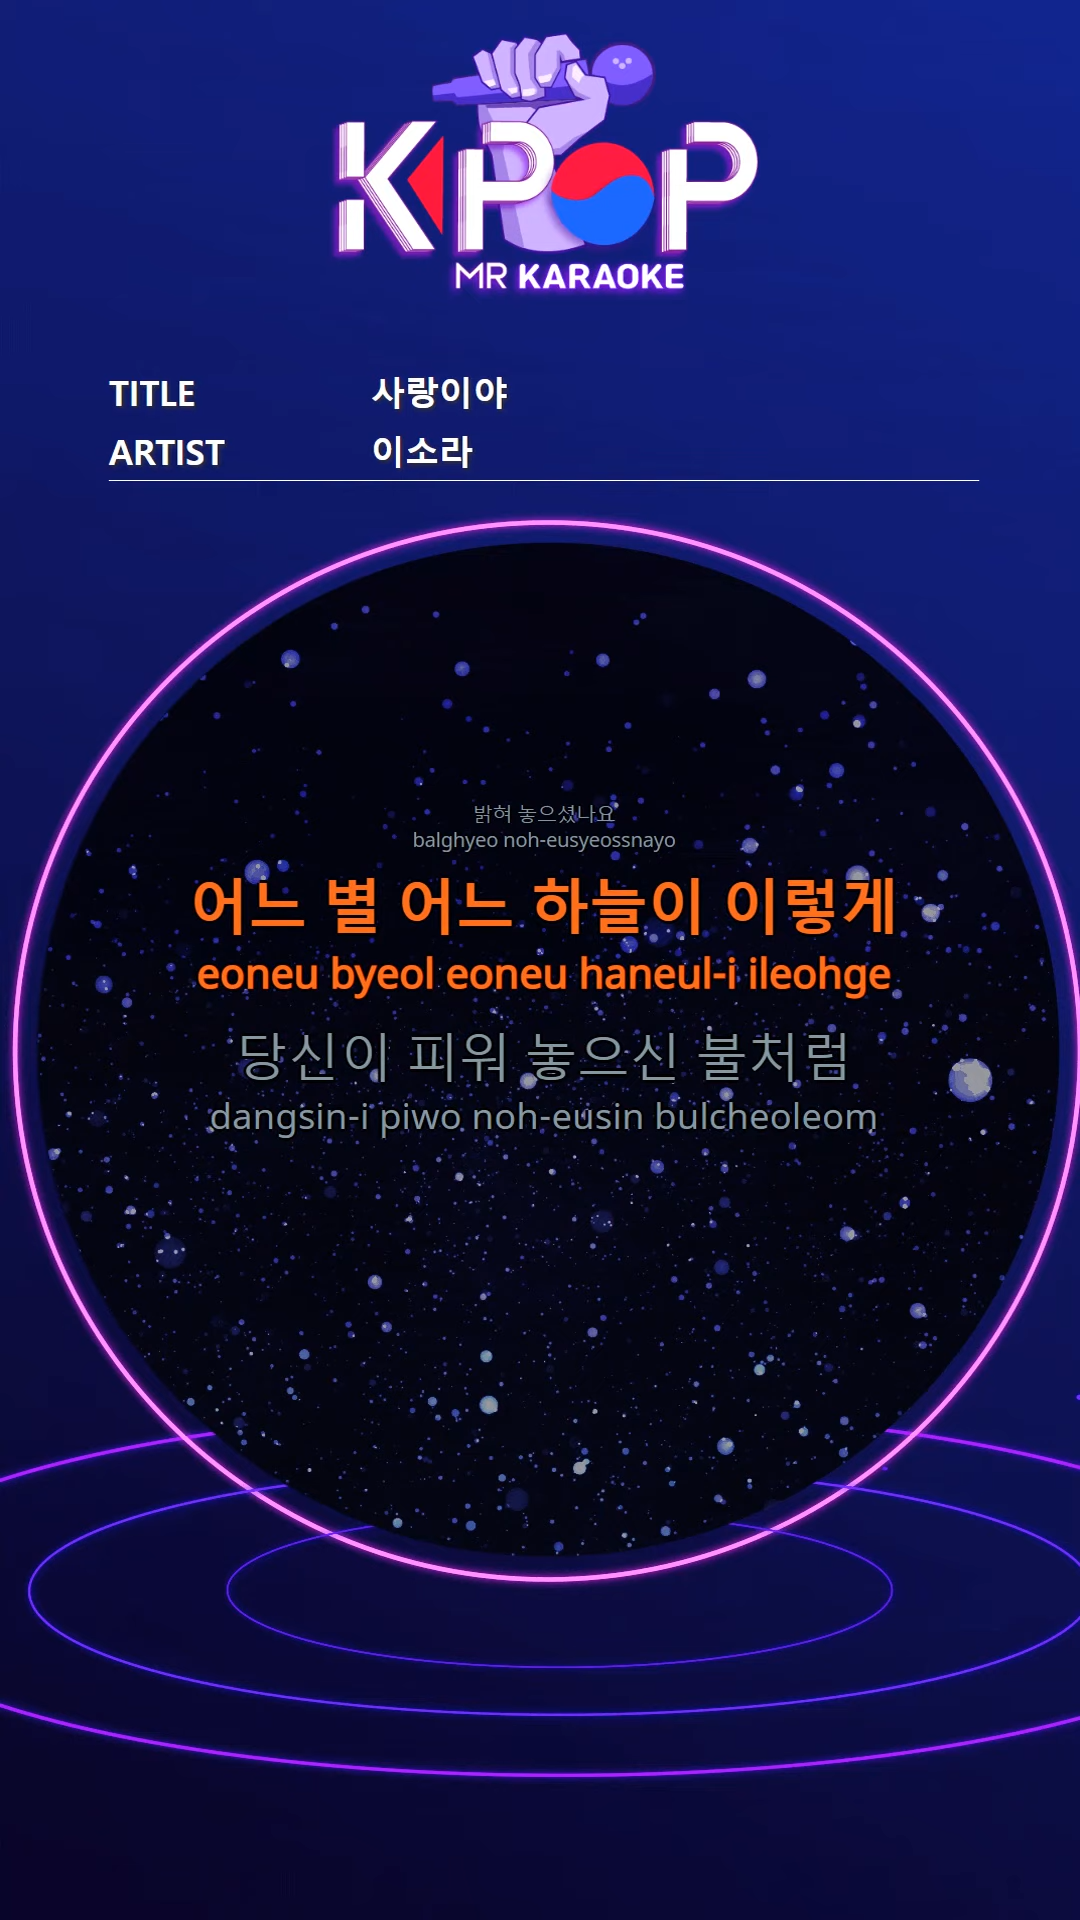 KPOP
MR KARAOKE
TITLE 사랑이야
ARTIST 이소라
밝혀 놓으셨나요
balghyeo noh-eusyeossnayo
어느 별 어느 하늘이 이렇게
eoneu byeol eoneu haneul-i ileohge
당신이 피워 놓으신 불처럼
dangsin-i piwo noh-eusin bulcheoleom